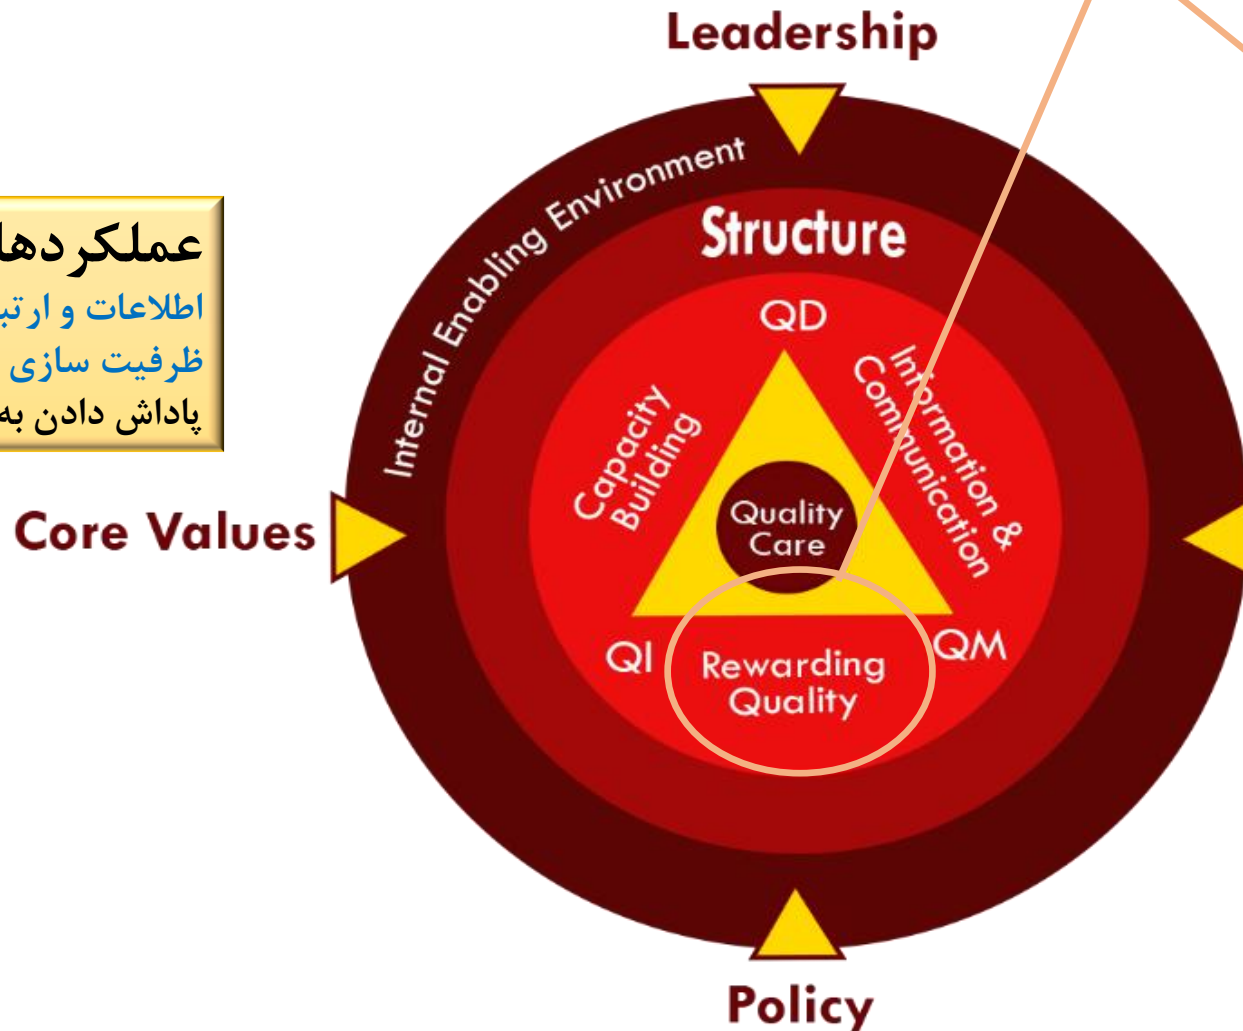 Leadership
Internal Enabling Environment
Structure
عملکردها
اطلاعات و
ظرفیت سازی
پاداش دادن به
QD
Capacity
Building
Information &
Communication
Quality
Care
Core Values
QI
Rewarding
Quality
QM
Policy